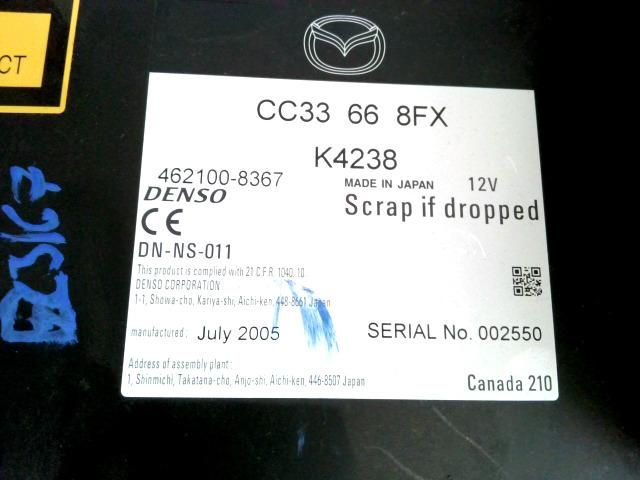 CT
CC33 66 8FX
K4238
462100-8367
MADE IN JAPAN 12V
DENSO
Scrap if dropped
CE
DN-NS-011
This product is complied with 21 C.F.R. 1040.10.
DENSO CORPORATION
1-1, Showa-cho, Kariya-shi, Aichi-ken, 448-8661 Japan
manufactured: July 2005 SERIAL No. 002550
Address of assembly plant:
1, Shinmichi, Takatana-cho, Anjo-shi, Aichi-ken, 446-8507 Japan
Canada 210